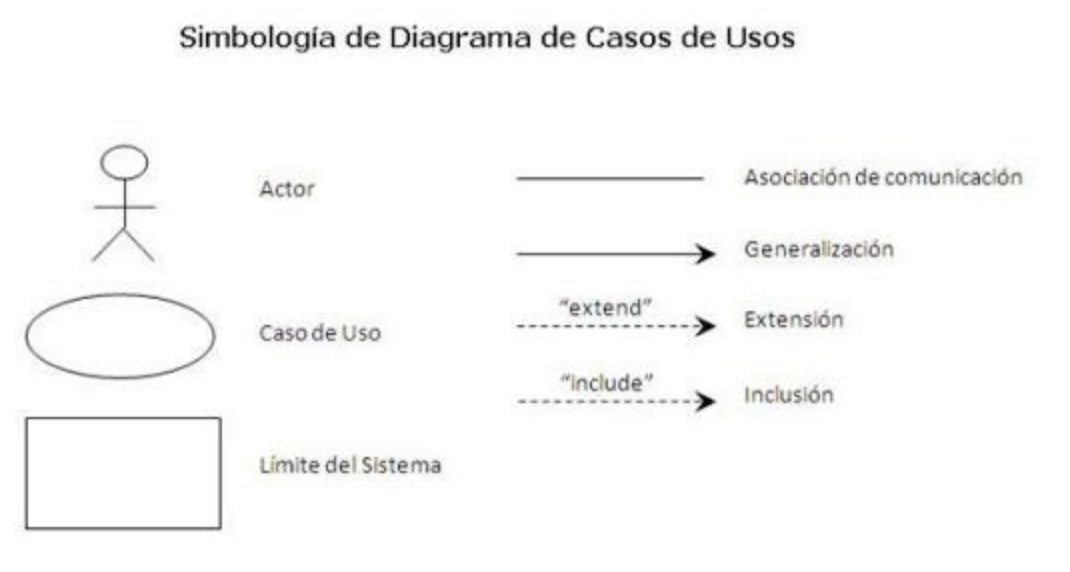 Simbología de Diagrama de Casos de Usos
Actor
Caso de Uso
Límite del Sistema
Asociación de comunicación
Generalización
"extend"
Extensión
"include"
Inclusión